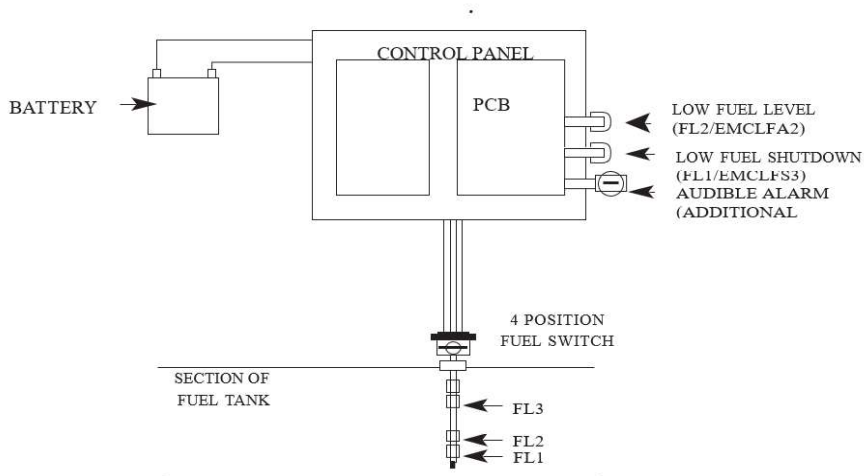 CONTROL PANEL
BATTERY
PCB
LOW FUEL LEVEL
(FL2/EMCLFA2)
LOW FUEL SHUTDOWN
(FL1/EMCLFS3)
AUDIBLE ALARM
(ADDITIONAL
4 POSITION
FUEL SWITCH
SECTION OF
FUEL TANK
FL3
FL2
FL1